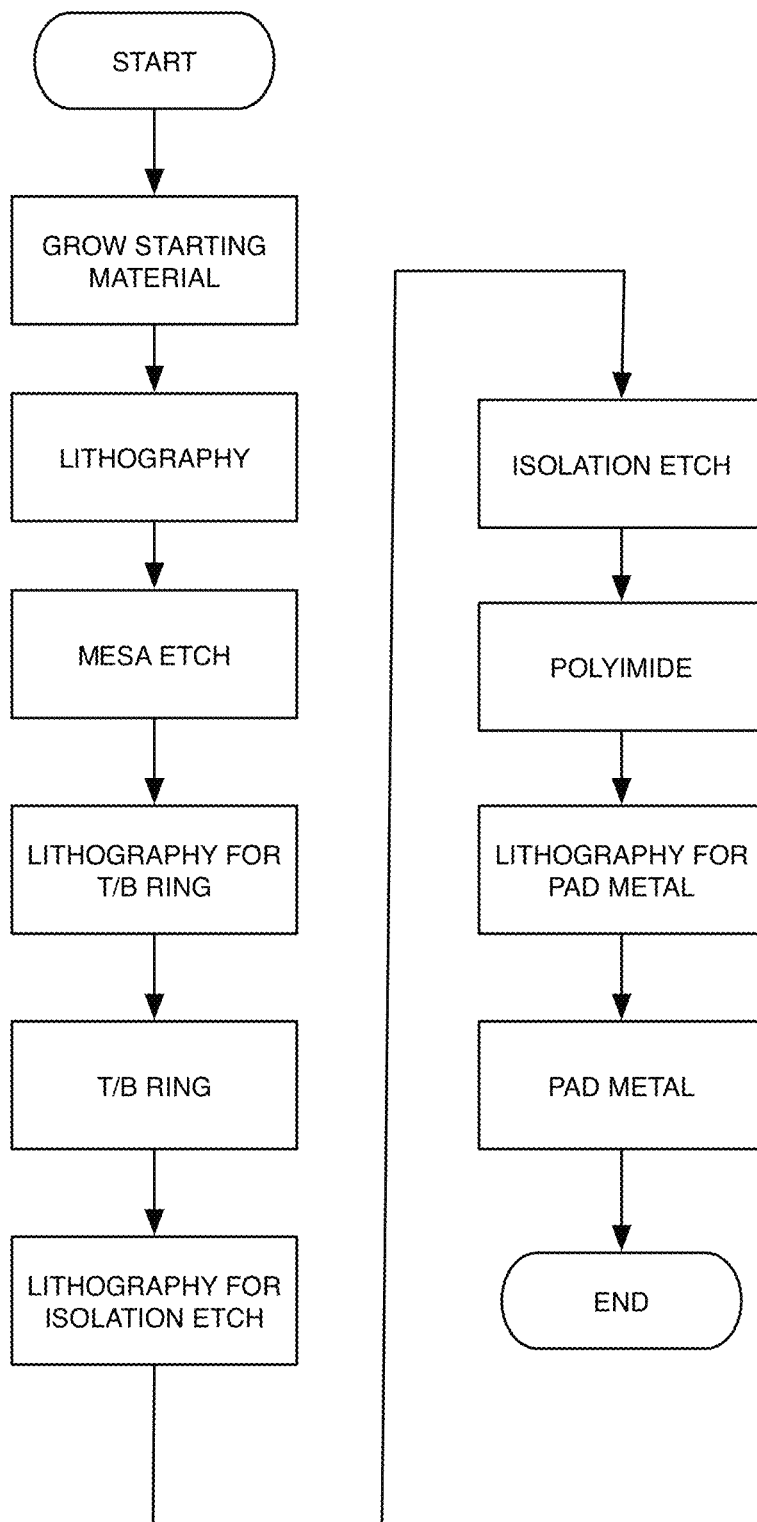 START
GROW STARTING
MATERIAL
LITHOGRAPHY
MESA ETCH
LITHOGRAPHY FOR
T/B RING
T/B RING
LITHOGRAPHY FOR
ISOLATION ETCH
ISOLATION ETCH
POLYIMIDE
LITHOGRAPHY FOR
PAD METAL
PAD METAL
END